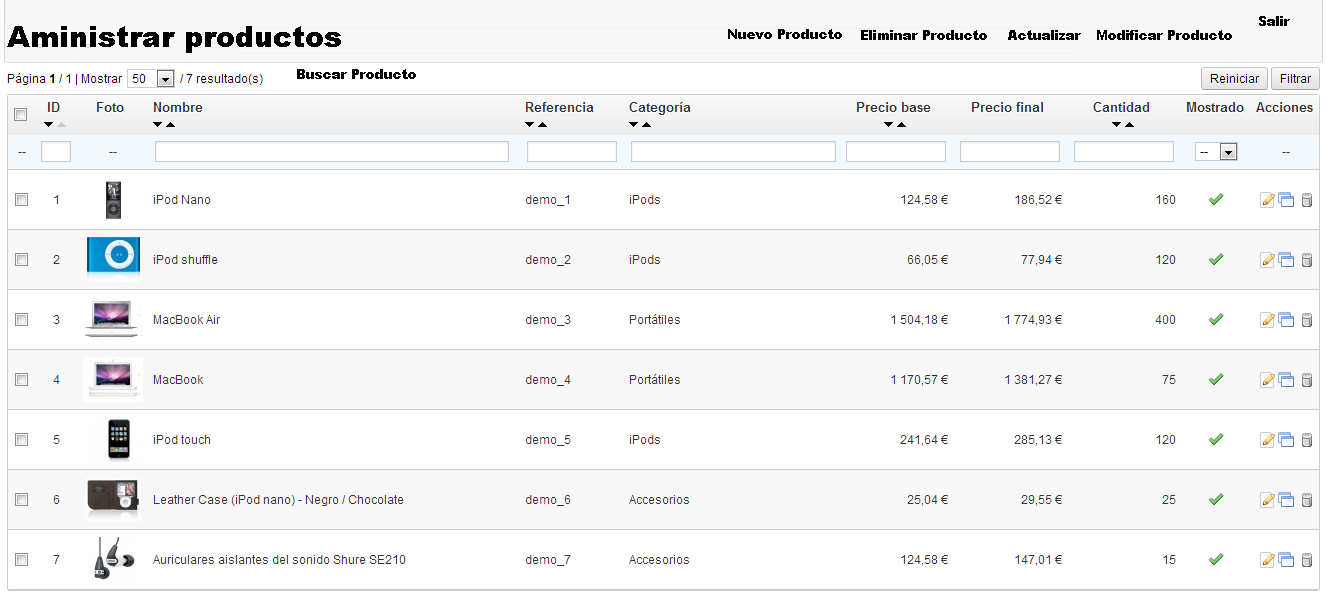 Salir
Aministrar productos Nuevo Producto Eliminar Producto Actualizar Modificar Producto
Página 1 / 1 | Mostrar 50 / 7 resultado(s) Buscar Producto Reiniciar Filtrar
ID Foto Nombre Referencia Categoría Precio base Precio final Cantidad Mostrado Acciones
-- -- -- --
1 iPod Nano demo_1 iPods 124,58 € 186,52 € 160
2 iPod shuffle demo_2 iPods 66,05 € 77,94 € 120
3 MacBook Air demo_3 Portátiles 1 504,18 € 1 774,93 € 400
4 MacBook demo_4 Portátiles 1 170,57 € 1 381,27 € 75
5 iPod touch demo_5 iPods 241,64 € 285,13 € 120
6 Leather Case (iPod nano) - Negro / Chocolate demo_6 Accesorios 25,04 € 29,55 € 25
7 Auriculares aislantes del sonido Shure SE210 demo_7 Accesorios 124,58 € 147,01 € 15